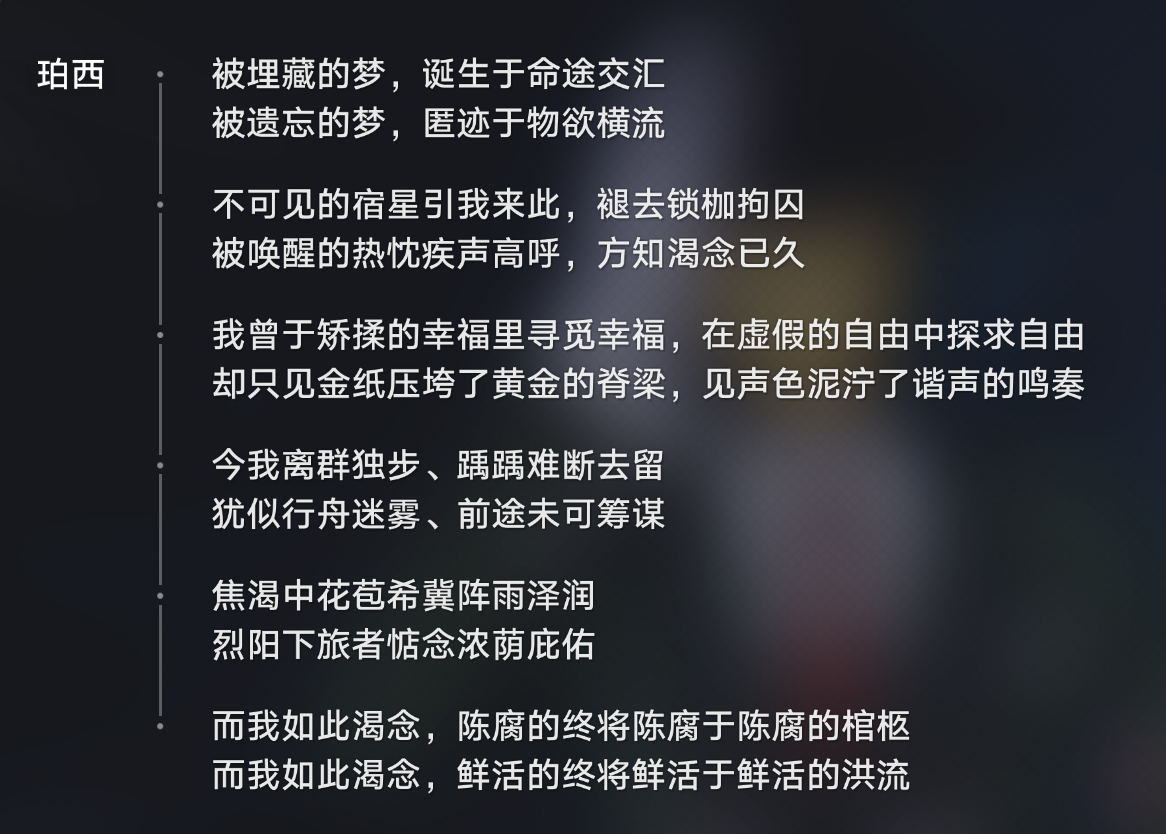 珀西
被埋藏的梦，诞生于命途交汇
被遗忘的梦，匿迹于物欲横流
不可见的宿星引我来此，褪去锁枷拘囚
被唤醒的热忱疾声高呼，方知渴念已久
我曾于矫揉的幸福里寻觅幸福，在虚假的自由中探求自由
却只见金纸压垮了黄金的脊梁，见声色泥泞了谐声的鸣奏
今我离群独步、踽踽难断去留
犹似行舟迷雾、前途未可筹谋
焦渴中花苞希冀阵雨泽润
烈阳下旅者惦念浓荫庇佑
而我如此渴念，陈腐的终将陈腐于陈腐的棺柩
而我如此渴念，鲜活的终将鲜活于鲜活的洪流